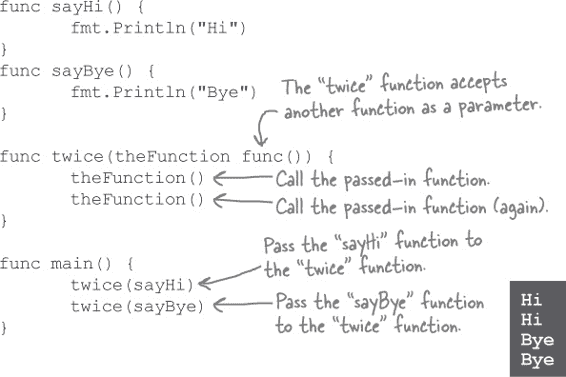 func sayHi() {
        fmt.Println("Hi")
}
func sayBye() {
        fmt.Println("Bye")
}
The “twice” function accepts
another function as a parameter.
func twice(theFunction func()) {
        theFunction()
Call the passed-in function.
        theFunction()
Call the passed-in function (again).
}
Pass the “sayHi” function to
the “twice” function.
func main() {
        twice(sayHi)
        twice(sayBye)
}
Pass the “sayBye” function
to the “twice” function.
Hi
Hi
Bye
Bye